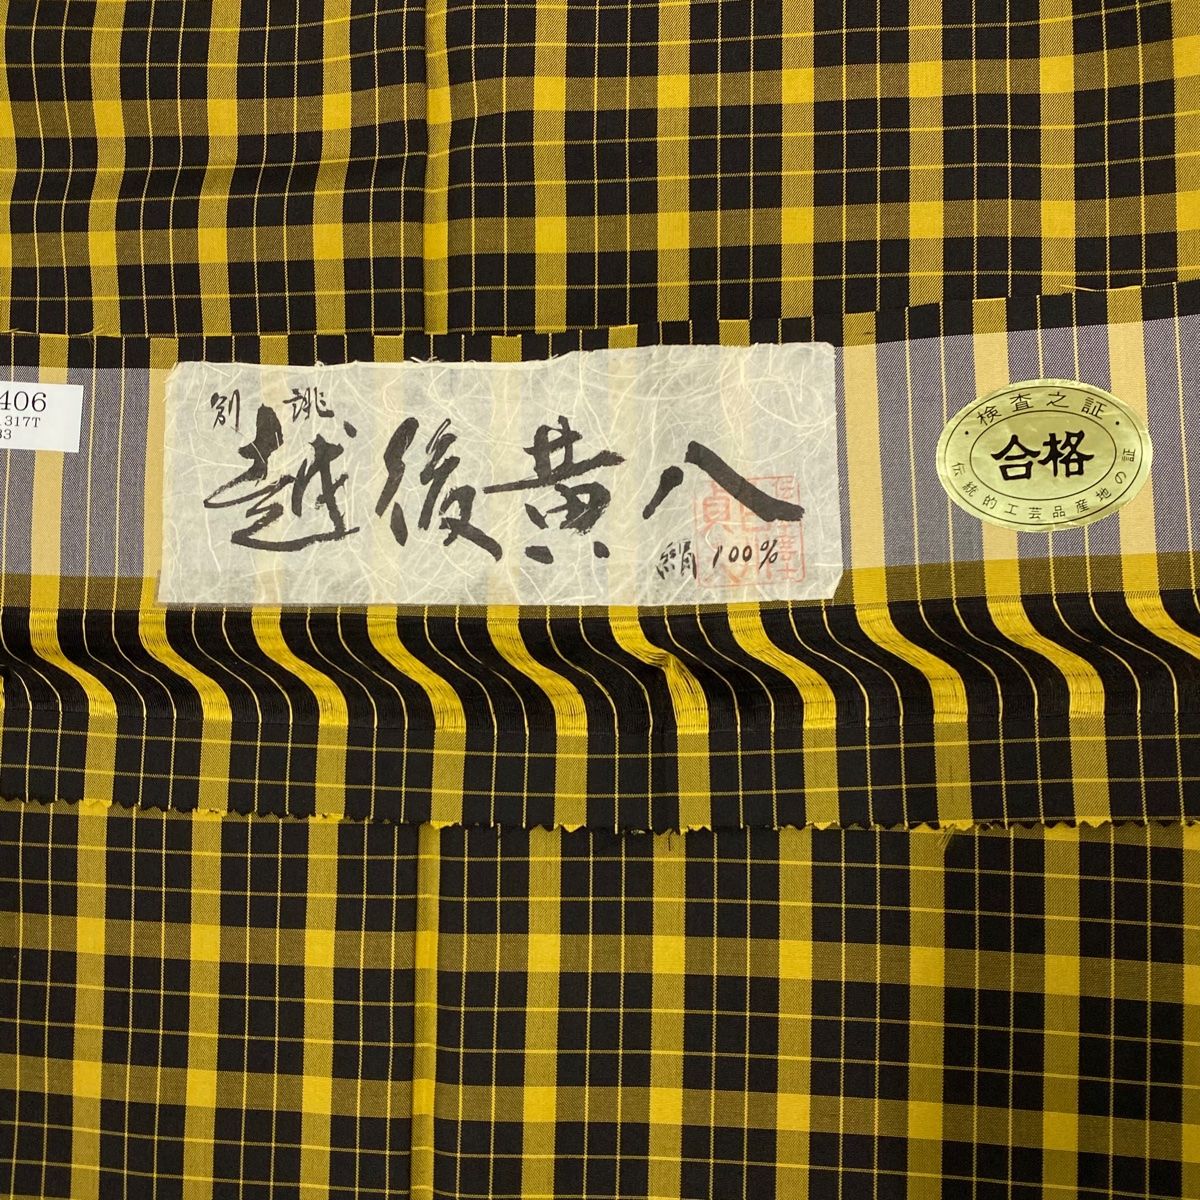 406
317T
33
別誂
越後黄八
絹100%
・検査之証・
合格
伝統的工芸品産地の証